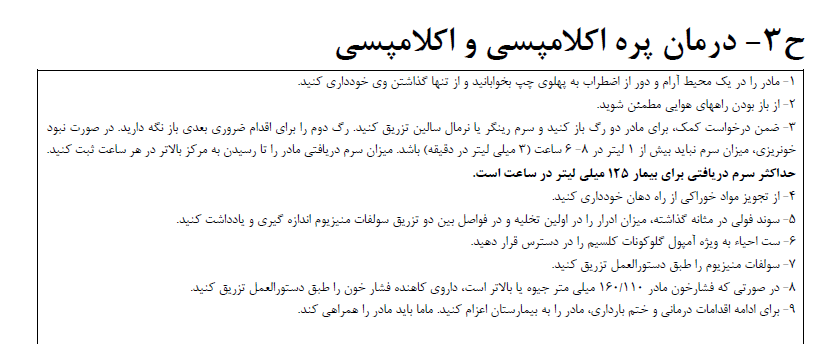 ح۳- درمان پره اکلامپسی و اکلامپسی
۱- مادر را در یک محیط آرام و دور از اضطراب به پهلوی چپ بخوابانید و از تنها گذاشتن وی خودداری کنید.
۲- از باز بودن راههای هوایی مطمئن شوید.
۳- ضمن درخواست کمک، برای مادر دو رگ باز کنید و سرم رینگر یا نرمال سالین تزریق کنید. رگ دوم را برای اقدام ضروری بعدی باز نگه دارید. در صورت نبود
خونریزی، میزان سرم نباید بیش از ۱ لیتر در ۸- ۶ ساعت (۳ میلی لیتر در دقیقه) باشد. میزان سرم دریافتی مادر را تا رسیدن به مرکز بالاتر در هر ساعت ثبت کنید.
حداکثر سرم دریافتی برای بیمار ۱۲۵ میلی لیتر در ساعت است.
۴- از تجویز مواد خوراکی از راه دهان خودداری کنید.
۵- سوند فولی در مثانه گذاشته، میزان ادرار را در اولین تخلیه و در فواصل بین دو تزریق سولفات منیزیوم اندازه گیری و یادداشت کنید.
۶- ست احیاء به ویژه آمپول گلوکونات کلسیم را در دسترس قرار دهید.
۷- سولفات منیزیوم را طبق دستورالعمل تزریق کنید.
۸- در صورتی که فشارخون مادر ۱۶۰/۱۱۰ میلی متر جیوه یا بالاتر است، داروی کاهنده فشار خون را طبق دستورالعمل تزریق کنید.
۹- برای ادامه اقدامات درمانی و ختم بارداری، مادر را به بیمارستان اعزام کنید. ماما باید مادر را همراهی کند.